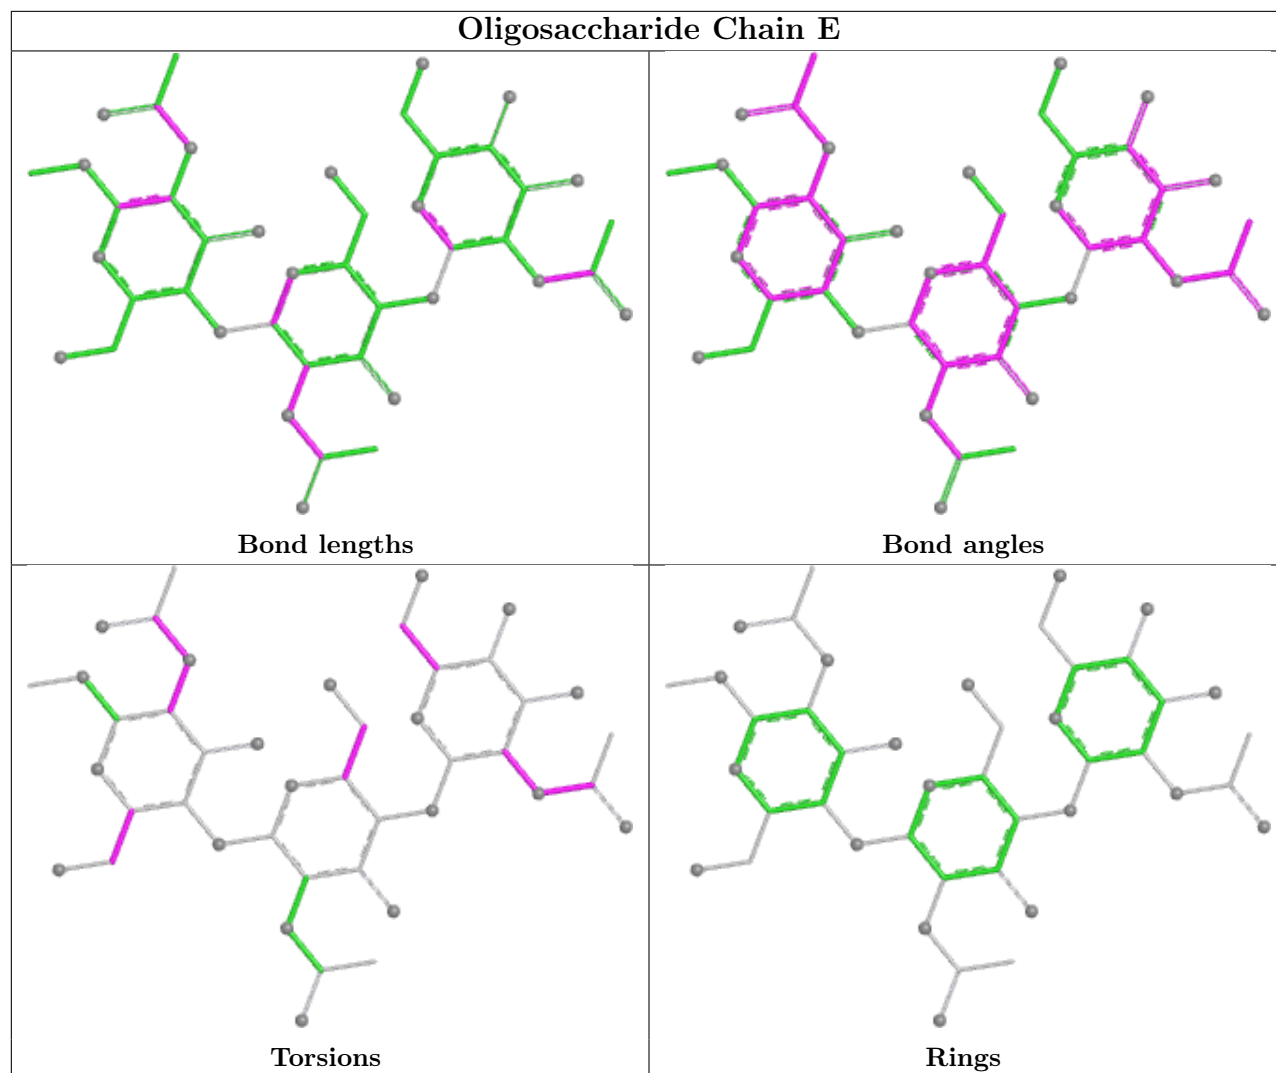 Oligosaccharide Chain E
Bond lengths
Bond angles
Torsions
Rings